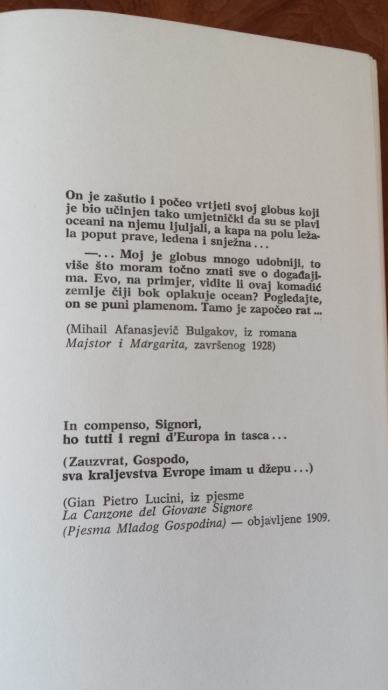 On je zašutio i počeo vrtjeti svoj globus koji
je bio učinjen tako umjetnički da su se plavi
oceani na njemu ljuljali, a kapa na polu leža-
la poput prave, ledena i snježna ...
—... Moj je globus mnogo udobniji, to
više što moram točno znati sve o događaji-
ma. Evo, na primjer, vidite li ovaj komadić
zemlje čiji bok oplakuje ocean? Pogledajte,
on se puni plamenom. Tamo je započeo rat ...
(Mihail Afanasjevič Bulgakov, iz romana
Majstor i Margarita, završenog 1928)
In compenso, Signori,
ho tutti i regni d'Europa in tasca ...
(Zauzvrat, Gospodo,
sva kraljevstva Evrope imam u džepu ...)
(Gian Pietro Lucini, iz pjesme
La Canzone del Giovane Signore
(Pjesma Mladog Gospodina) — objavljene 1909.